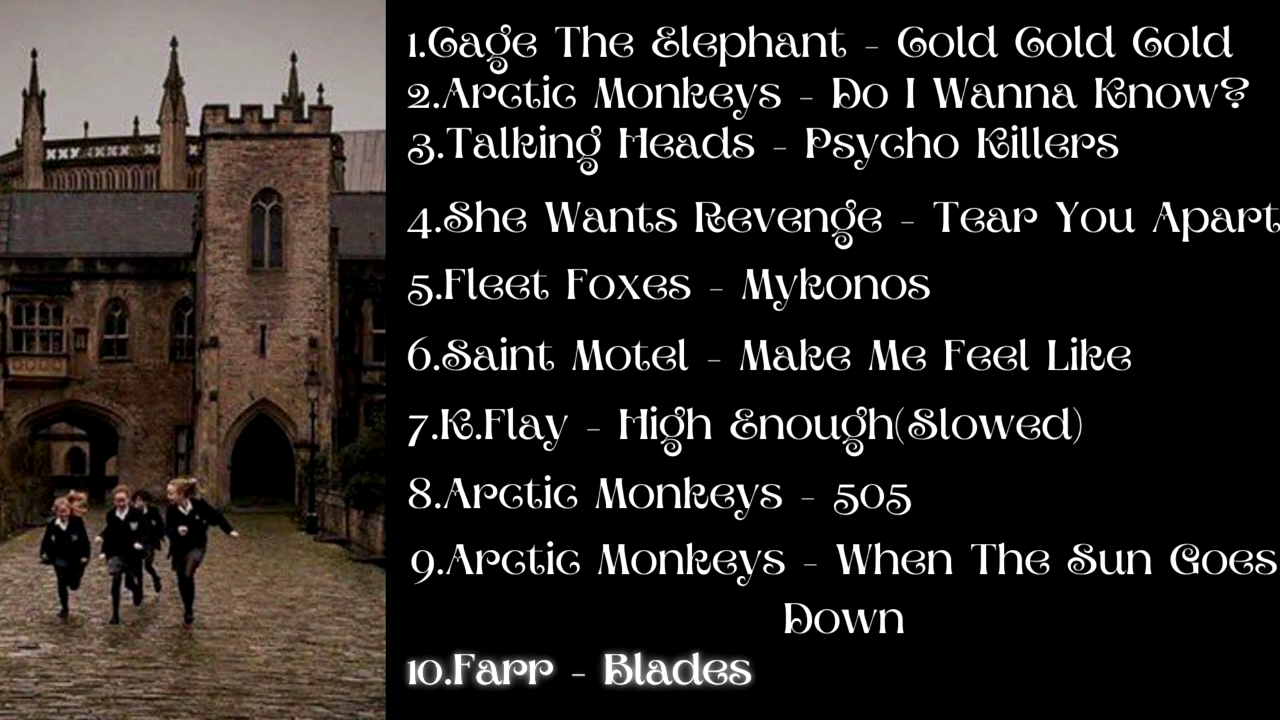 1.Cage The Elephant - Cold Cold Cold
2.Arctic Monkeys - Do I Wanna Know?
3.Talking Heads - Psycho Killers
4.She Wants Revenge - Tear You Apart
5.Fleet Foxes - Mykonos
6.Saint Motel - Make Me Feel Like
7.K.Flay - High Enough(Slowed)
8.Arctic Monkeys - 505
9.Arctic Monkeys - When The Sun Goes
Down
10.Farr - Blades